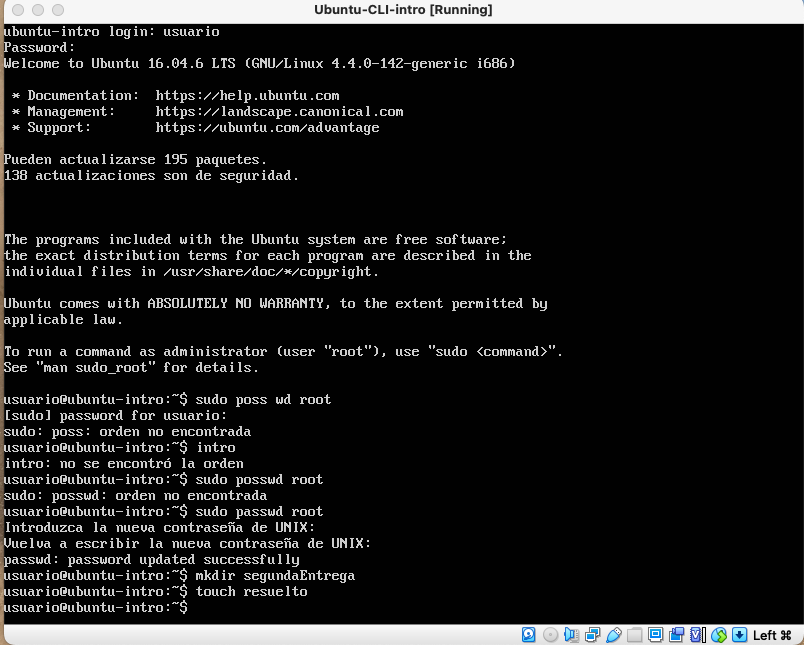 Ubuntu-CLI-intro [Running]
ubuntu-intro login: usuario
Password:
Welcome to Ubuntu 16.04.6 LTS (GNU/Linux 4.4.0-142-generic i686)
* Documentation:  https://help.ubuntu.com
* Management:     https://landscape.canonical.com
* Support:        https://ubuntu.com/advantage
Pueden actualizarse 195 paquetes.
138 actualizaciones son de seguridad.
The programs included with the Ubuntu system are free software;
the exact distribution terms for each program are described in the
individual files in /usr/share/doc/*/copyright.
Ubuntu comes with ABSOLUTELY NO WARRANTY, to the extent permitted by
applicable law.
To run a command as administrator (user "root"), use "sudo <command>".
See "man sudo_root" for details.
usuario@ubuntu-intro:~$ sudo poss wd root
[sudo] password for usuario:
sudo: poss: orden no encontrada
usuario@ubuntu-intro:~$ intro
intro: no se encontró la orden
usuario@ubuntu-intro:~$ sudo posswd root
sudo: posswd: orden no encontrada
usuario@ubuntu-intro:~$ sudo passwd root
Introduzca la nueva contraseña de UNIX:
Vuelva a escribir la nueva contraseña de UNIX:
passwd: password updated successfully
usuario@ubuntu-intro:~$ mkdir segundaEntrega
usuario@ubuntu-intro:~$ touch resuelto
usuario@ubuntu-intro:~$
Left ⌘